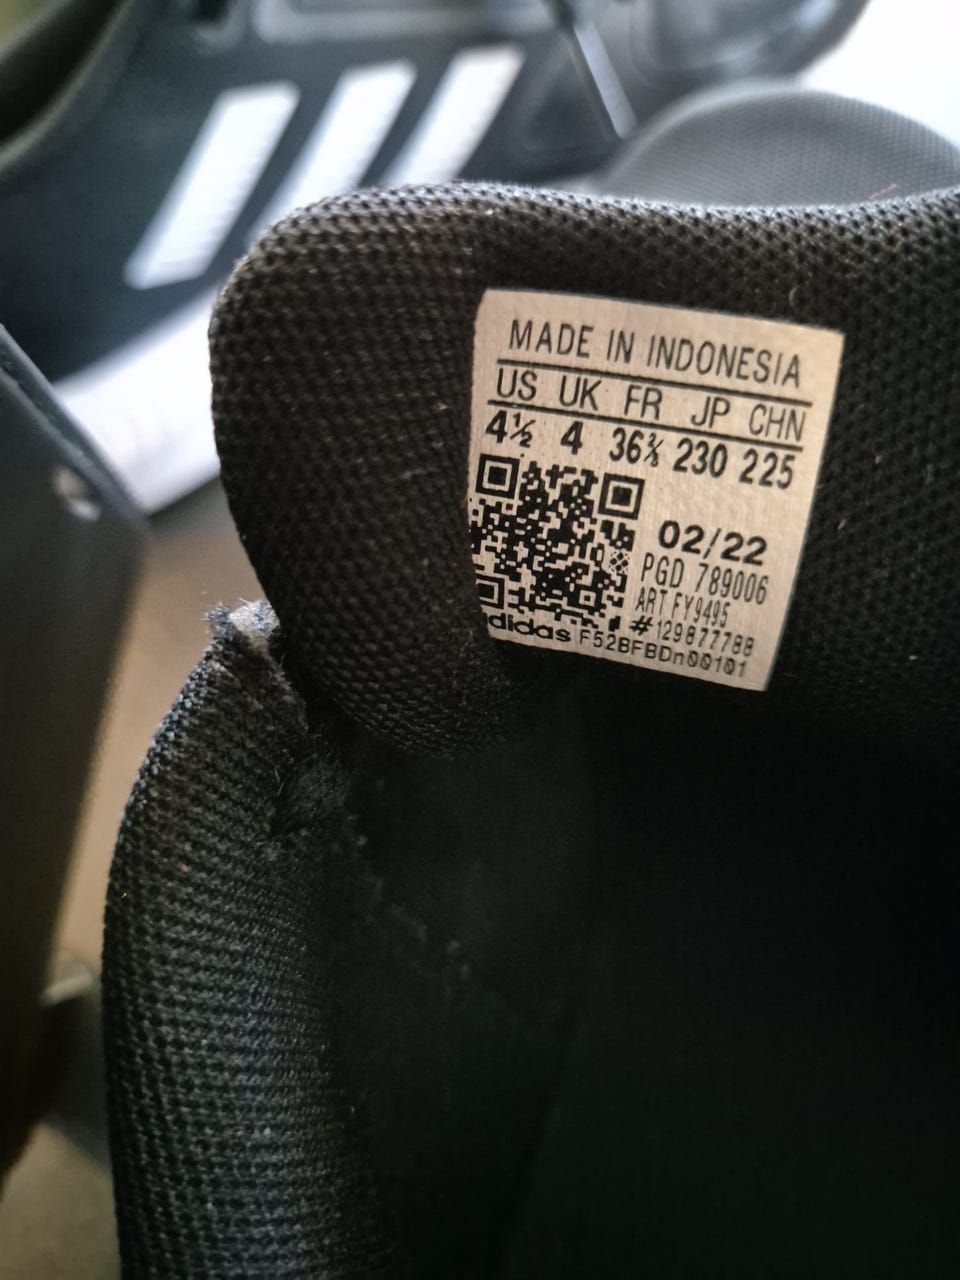 MADE IN INDONESIA
US UK FR JP CHN
4½ 4 36⅔ 230 225
02/22
PGD 789006
ART FY9495
#129877788
didas F52BFBDn00101